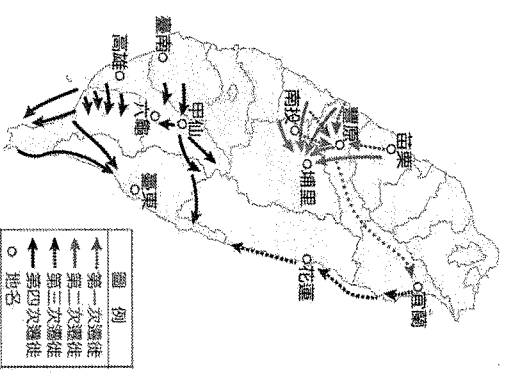 臺南
高雄
甲仙
六龜
南投
豐原
苗栗
埔里
臺東
花蓮
宜蘭
圖例
第一次遷徙
第二次遷徙
第三次遷徙
第四次遷徙
地名